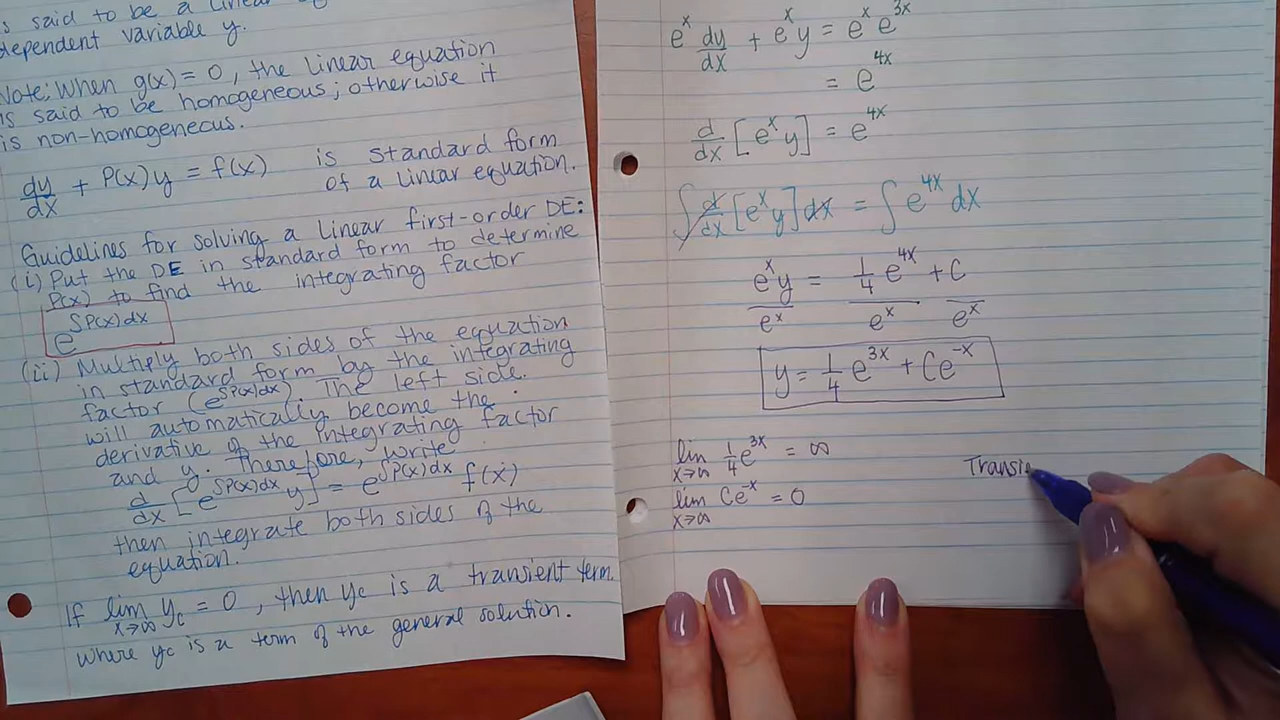 is said to be a linear
dependent variable y.
Note: When g(x) = 0, the linear equation
is said to be homogeneous; otherwise it
is non-homogeneous.
dy/dx + P(x)y = f(x) is standard form
of a linear equation.
Guidelines for solving a linear first-order DE:
(i) Put the DE in standard form to determine
P(x) to find the integrating factor
e^∫P(x)dx
(ii) Multiply both sides of the equation
in standard form by the integrating
factor (e^∫P(x)dx). The left side
will automatically become the
derivative of the integrating factor
and y. Therefore, write
d/dx [e^∫P(x)dx y] = e^∫P(x)dx f(x)
then integrate both sides of the
equation.
If lim x→∞ yc = 0, then yc is a transient term
where yc is a term of the general solution.
e^x dy/dx + e^x y = e^x e^3x
= e^4x
d/dx [e^x y] = e^4x
∫ d/dx [e^x y] dx = ∫ e^4x dx
e^x y = 1/4 e^4x + C
e^x e^x e^x
y = 1/4 e^3x + Ce^-x
lim x→∞ 1/4 e^3x = ∞
lim x→∞ Ce^-x = 0
Transie